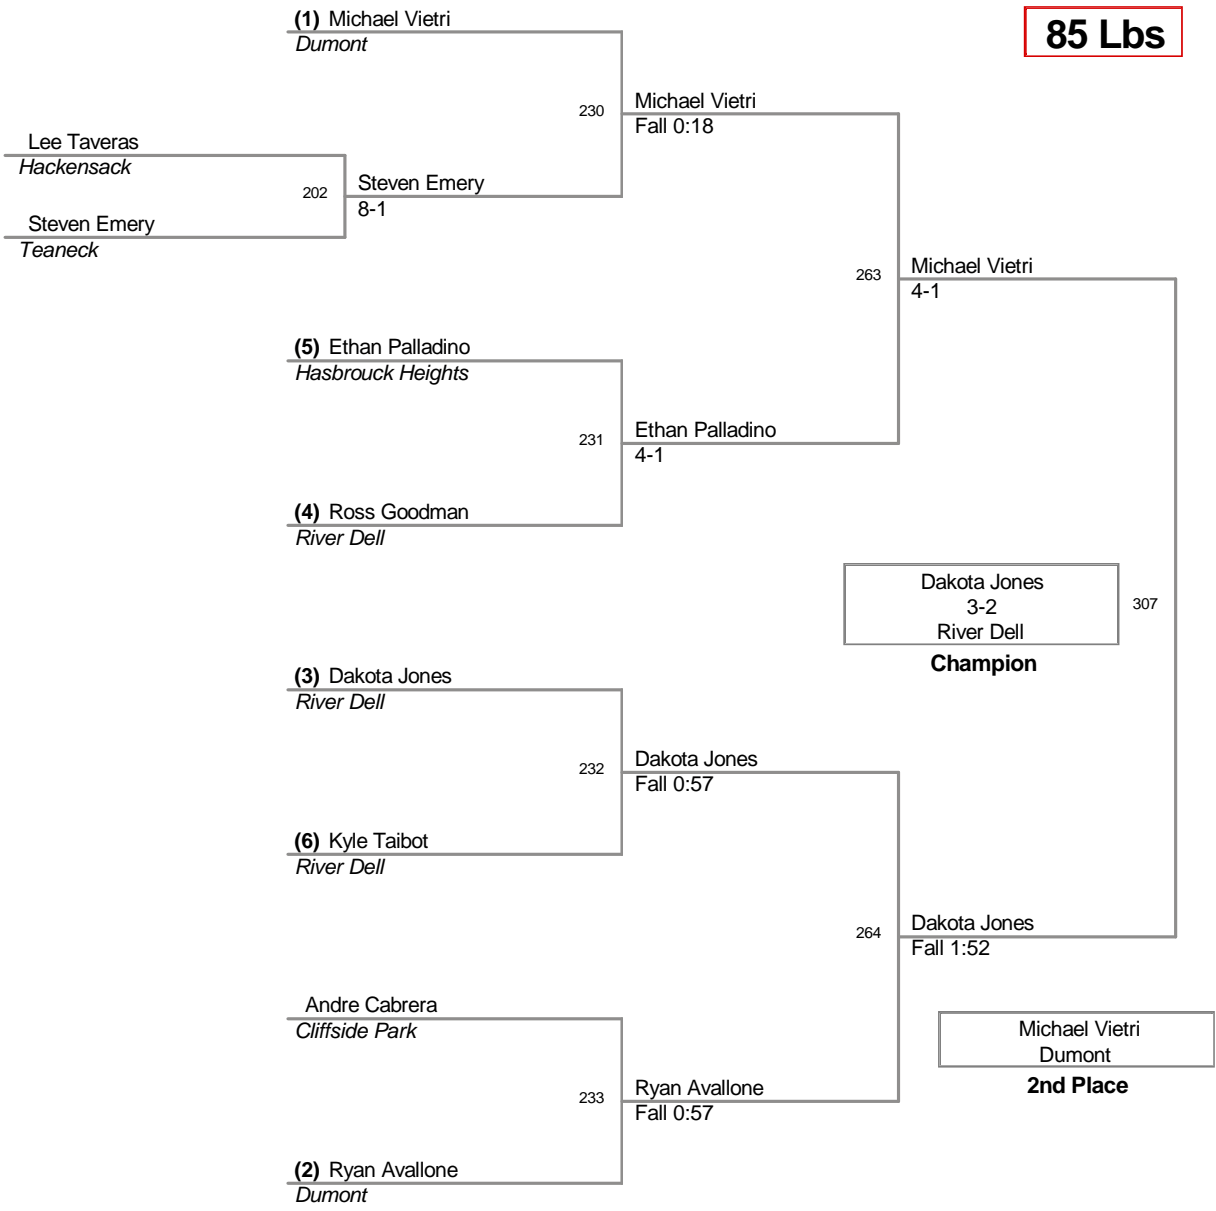 (1) Michael Vietri
Dumont
85 Lbs
230
Michael Vietri
Fall 0:18
Lee Taveras
Hackensack
202
Steven Emery
8-1
Steven Emery
Teaneck
263
Michael Vietri
4-1
(5) Ethan Palladino
Hasbrouck Heights
231
Ethan Palladino
4-1
(4) Ross Goodman
River Dell
Dakota Jones
3-2
River Dell
307
Champion
(3) Dakota Jones
River Dell
232
Dakota Jones
Fall 0:57
(6) Kyle Taibot
River Dell
264
Dakota Jones
Fall 1:52
Andre Cabrera
Cliffside Park
Michael Vietri
Dumont
2nd Place
233
Ryan Avallone
Fall 0:57
(2) Ryan Avallone
Dumont